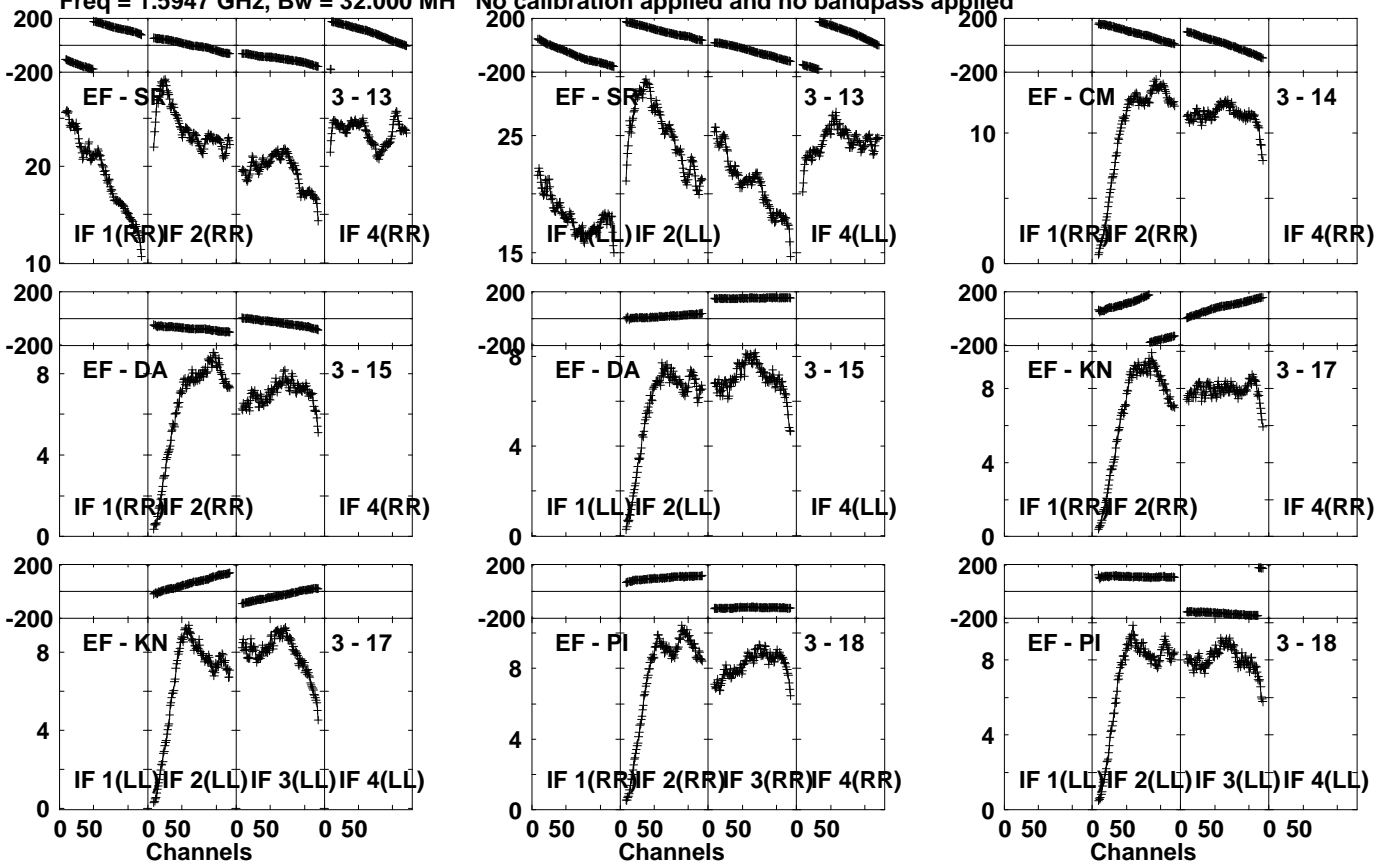 Freq = 1.5947 GHz, Bw = 32.000 MH No calibration applied and no bandpass applied
200
-200
EF - SR 3 - 13
20
10
IF 1(RR) IF 2(RR) IF 4(RR)
EF - SR 3 - 13
25
15
IF 1(LL) IF 2(LL) IF 4(LL)
EF - CM 3 - 14
200
-200
10
0
IF 1(RR) IF 2(RR) IF 4(RR)
200
-200
EF - DA 3 - 15
8
4
0
IF 1(RR) IF 2(RR) IF 4(RR)
200
-200
EF - DA 3 - 15
8
4
0
IF 1(LL) IF 2(LL) IF 4(LL)
200
-200
EF - KN 3 - 17
8
4
0
IF 1(RR) IF 2(RR) IF 4(RR)
200
-200
EF - KN 3 - 17
8
4
0
IF 1(LL) IF 2(LL) IF 3(LL) IF 4(LL)
0 50 0 50 0 50 0 50
Channels
200
-200
EF - PI 3 - 18
8
4
0
IF 1(RR) IF 2(RR) IF 3(RR) IF 4(RR)
0 50 0 50 0 50 0 50
Channels
200
-200
EF - PI 3 - 18
8
4
0
IF 1(LL) IF 2(LL) IF 3(LL) IF 4(LL)
0 50 0 50 0 50 0 50
Channels